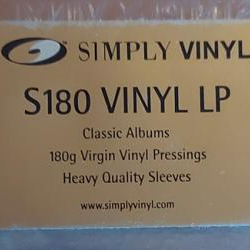 SIMPLY VINYL
S180 VINYL LP
Classic Albums
180g Virgin Vinyl Pressings
Heavy Quality Sleeves
www.simplyvinyl.com